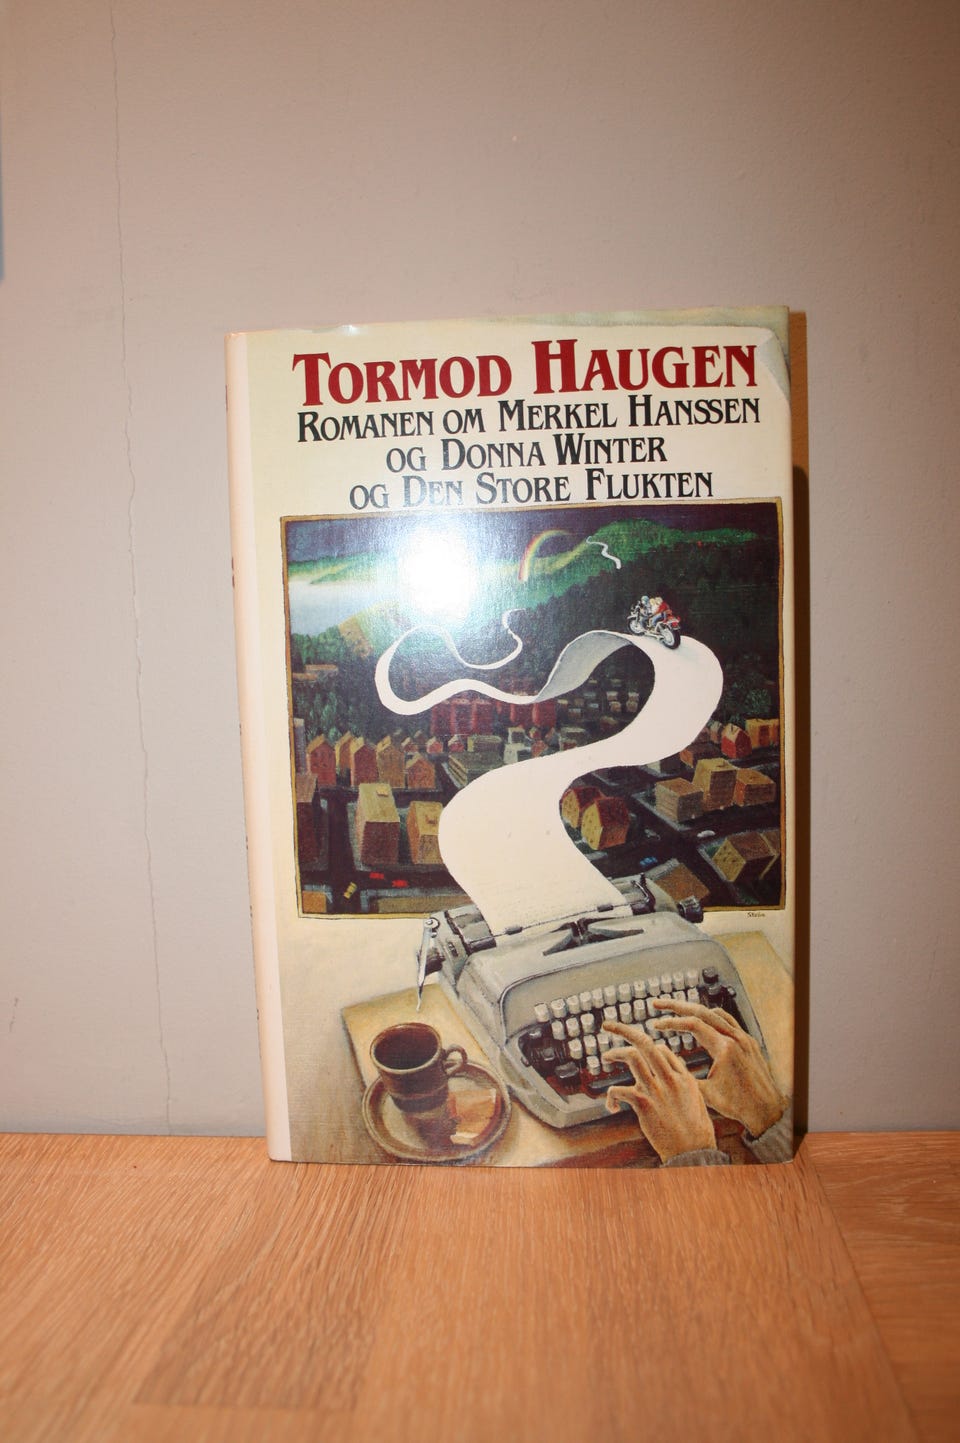 TORMOD HAUGEN
ROMANEN OM MERKEL HANSSEN
OG DONNA WINTER
OG DEN STORE FLUKTEN